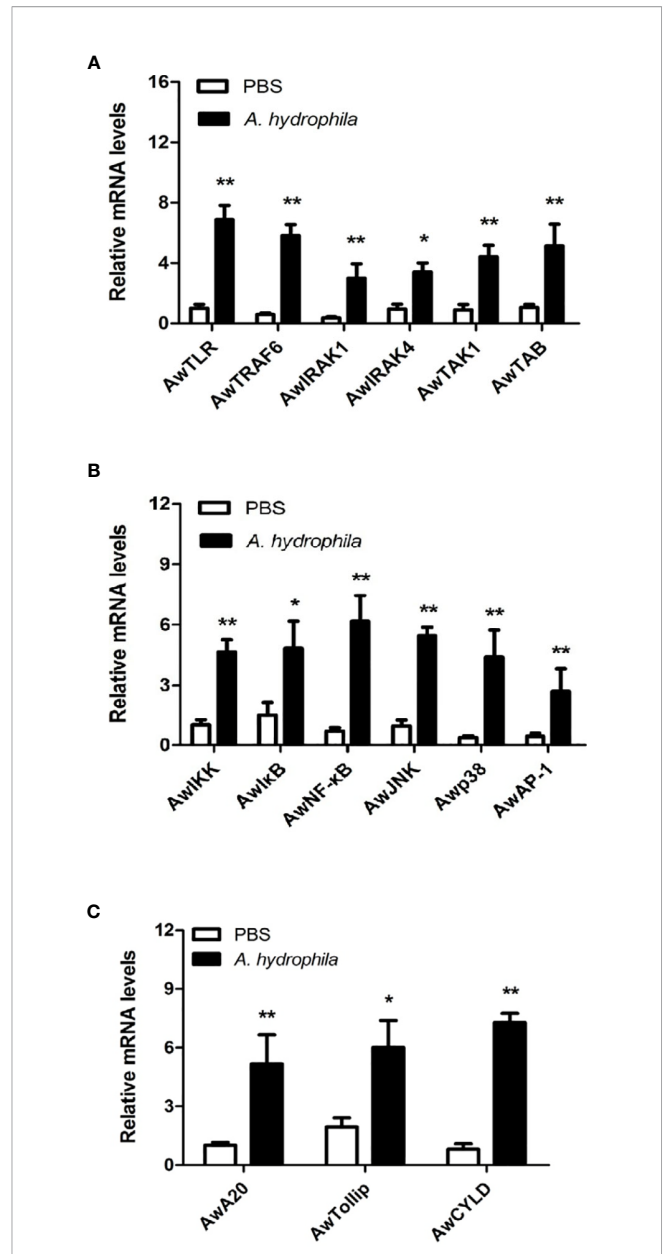 A
PBS
A. hydrophila
Relative mRNA levels
16
12
8
4
0
** ** ** * ** **
AwTLR AwTRAF6 AwIRAK1 AwIRAK4 AwTAK1 AwTAB
B
PBS
A. hydrophila
Relative mRNA levels
12
9
6
3
0
** * ** ** ** **
AwIKK AwIκB AwNF-κB AwJNK Awp38 AwAP-1
C
PBS
A. hydrophila
Relative mRNA levels
12
9
6
3
0
** * **
AwA20 AwTollip AwCYLD